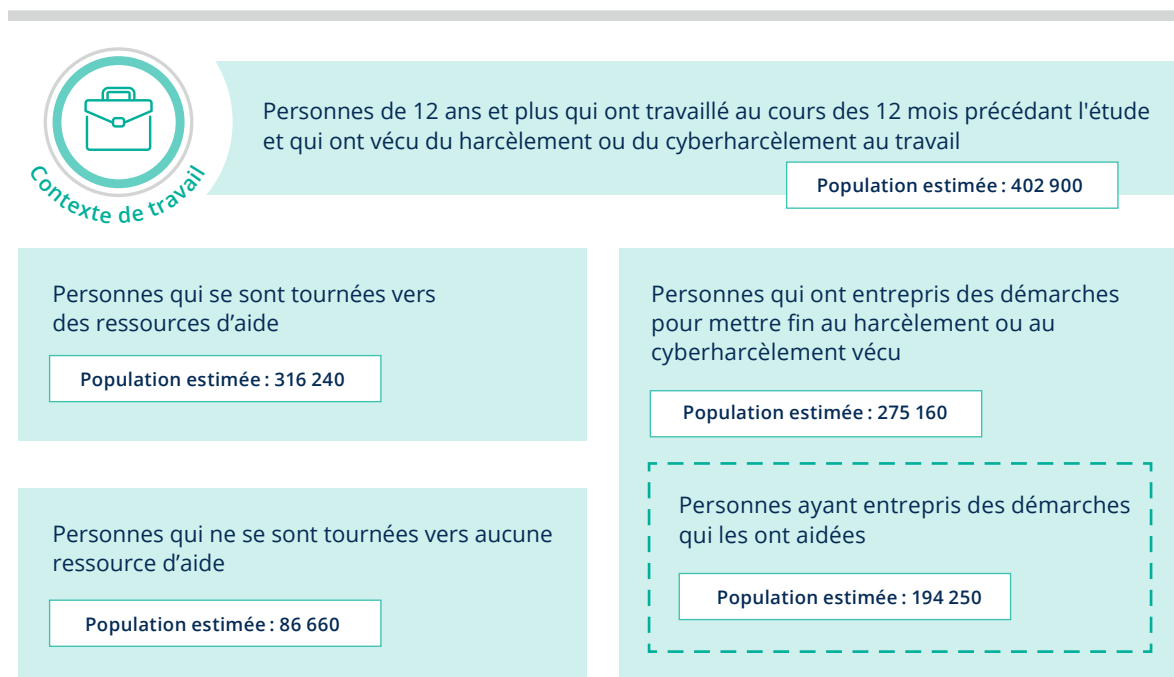 Contexte de travail
Personnes de 12 ans et plus qui ont travaillé au cours des 12 mois précédant l'étude
et qui ont vécu du harcèlement ou du cyberharcèlement au travail
Population estimée : 402 900
Personnes qui se sont tournées vers
des ressources d’aide
Population estimée : 316 240
Personnes qui ne se sont tournées vers aucune
ressource d’aide
Population estimée : 86 660
Personnes qui ont entrepris des démarches
pour mettre fin au harcèlement ou au
cyberharcèlement vécu
Population estimée : 275 160
Personnes ayant entrepris des démarches
qui les ont aidées
Population estimée : 194 250